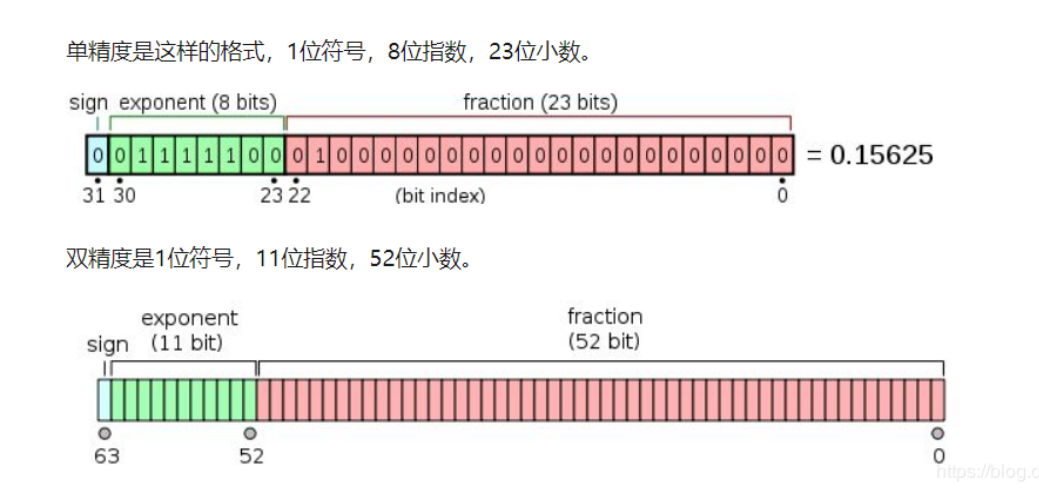 单精度是这样的格式，1位符号，8位指数，23位小数。
sign exponent (8 bits) fraction (23 bits)
0 0 1 1 1 1 1 0 0 0 1 0 0 0 0 0 0 0 0 0 0 0 0 0 0 0 0 0 0 0 0 0 = 0.15625
31 30 23 22 (bit index) 0
双精度是1位符号，11位指数，52位小数。
exponent fraction
sign (11 bit) (52 bit)
63 52 0
https://blog.c